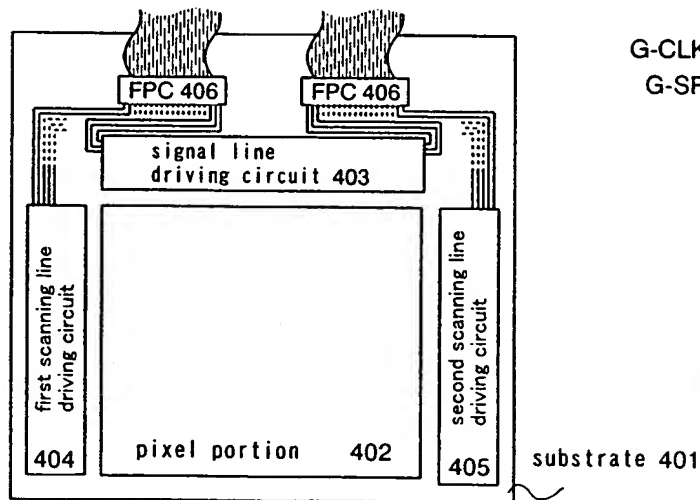 G-CLK
G-SP
FPC 406
FPC 406
signal line
driving circuit 403
first scanning line
driving circuit
404
pixel portion 402
second scanning line
driving circuit
405
substrate 401